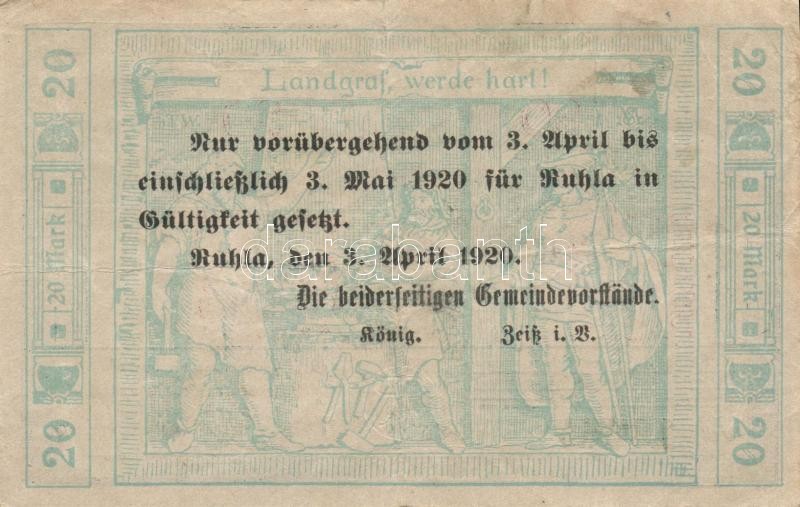 20
20
Landgraf, werde hart!
Nur vorübergehend vom 3. April bis
einschließlich 3. Mai 1920 für Ruhla in
Gültigkeit gesetzt.
Ruhla, den 3. April 1920.
Die beiderseitigen Gemeindevorstände.
König. Zeiß i. V.
20 Mark
20 Mark
20
20
darabanth